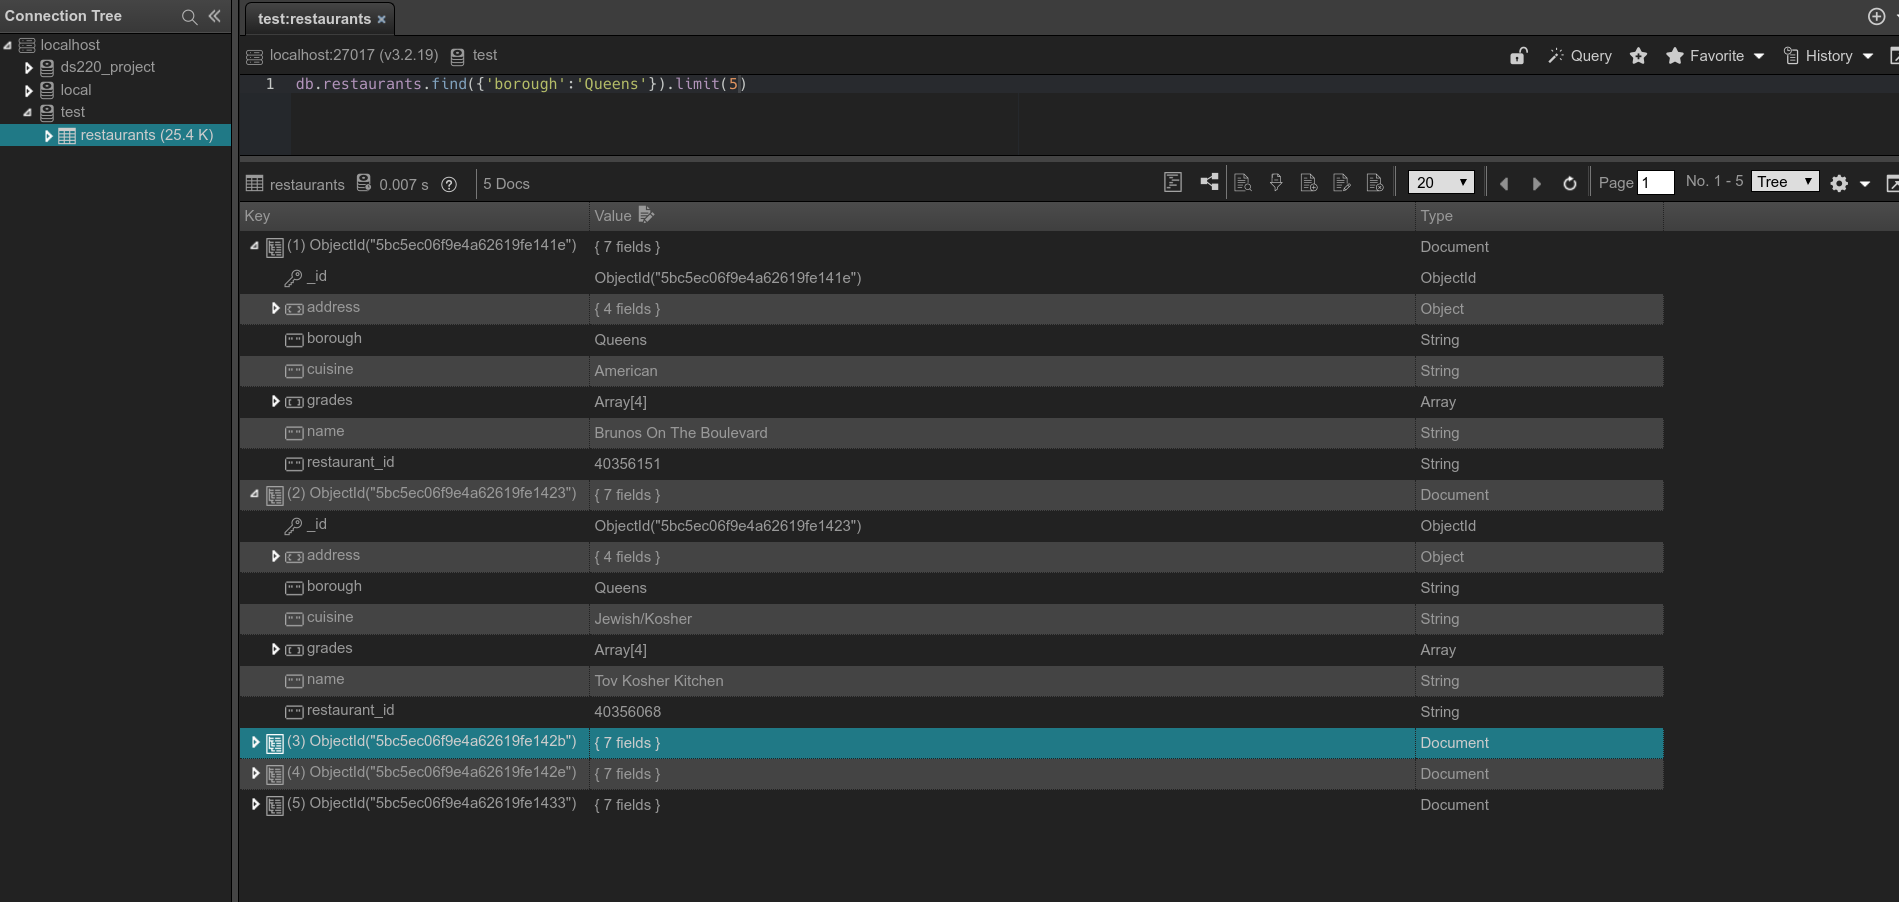 Connection Tree
localhost
ds220_project
local
test
restaurants (25.4 K)
test:restaurants ×
localhost:27017 (v3.2.19) test
Query Favorite History
1 db.restaurants.find({'borough':'Queens'}).limit(5)
restaurants 0.007 s 5 Docs 20 Page 1 No. 1 - 5 Tree
Key Value Type
(1) ObjectId("5bc5ec06f9e4a62619fe141e") { 7 fields } Document
_id ObjectId("5bc5ec06f9e4a62619fe141e") ObjectId
address { 4 fields } Object
borough Queens String
cuisine American String
grades Array[4] Array
name Brunos On The Boulevard String
restaurant_id 40356151 String
(2) ObjectId("5bc5ec06f9e4a62619fe1423") { 7 fields } Document
_id ObjectId("5bc5ec06f9e4a62619fe1423") ObjectId
address { 4 fields } Object
borough Queens String
cuisine Jewish/Kosher String
grades Array[4] Array
name Tov Kosher Kitchen String
restaurant_id 40356068 String
(3) ObjectId("5bc5ec06f9e4a62619fe142b") { 7 fields } Document
(4) ObjectId("5bc5ec06f9e4a62619fe142e") { 7 fields } Document
(5) ObjectId("5bc5ec06f9e4a62619fe1433") { 7 fields } Document